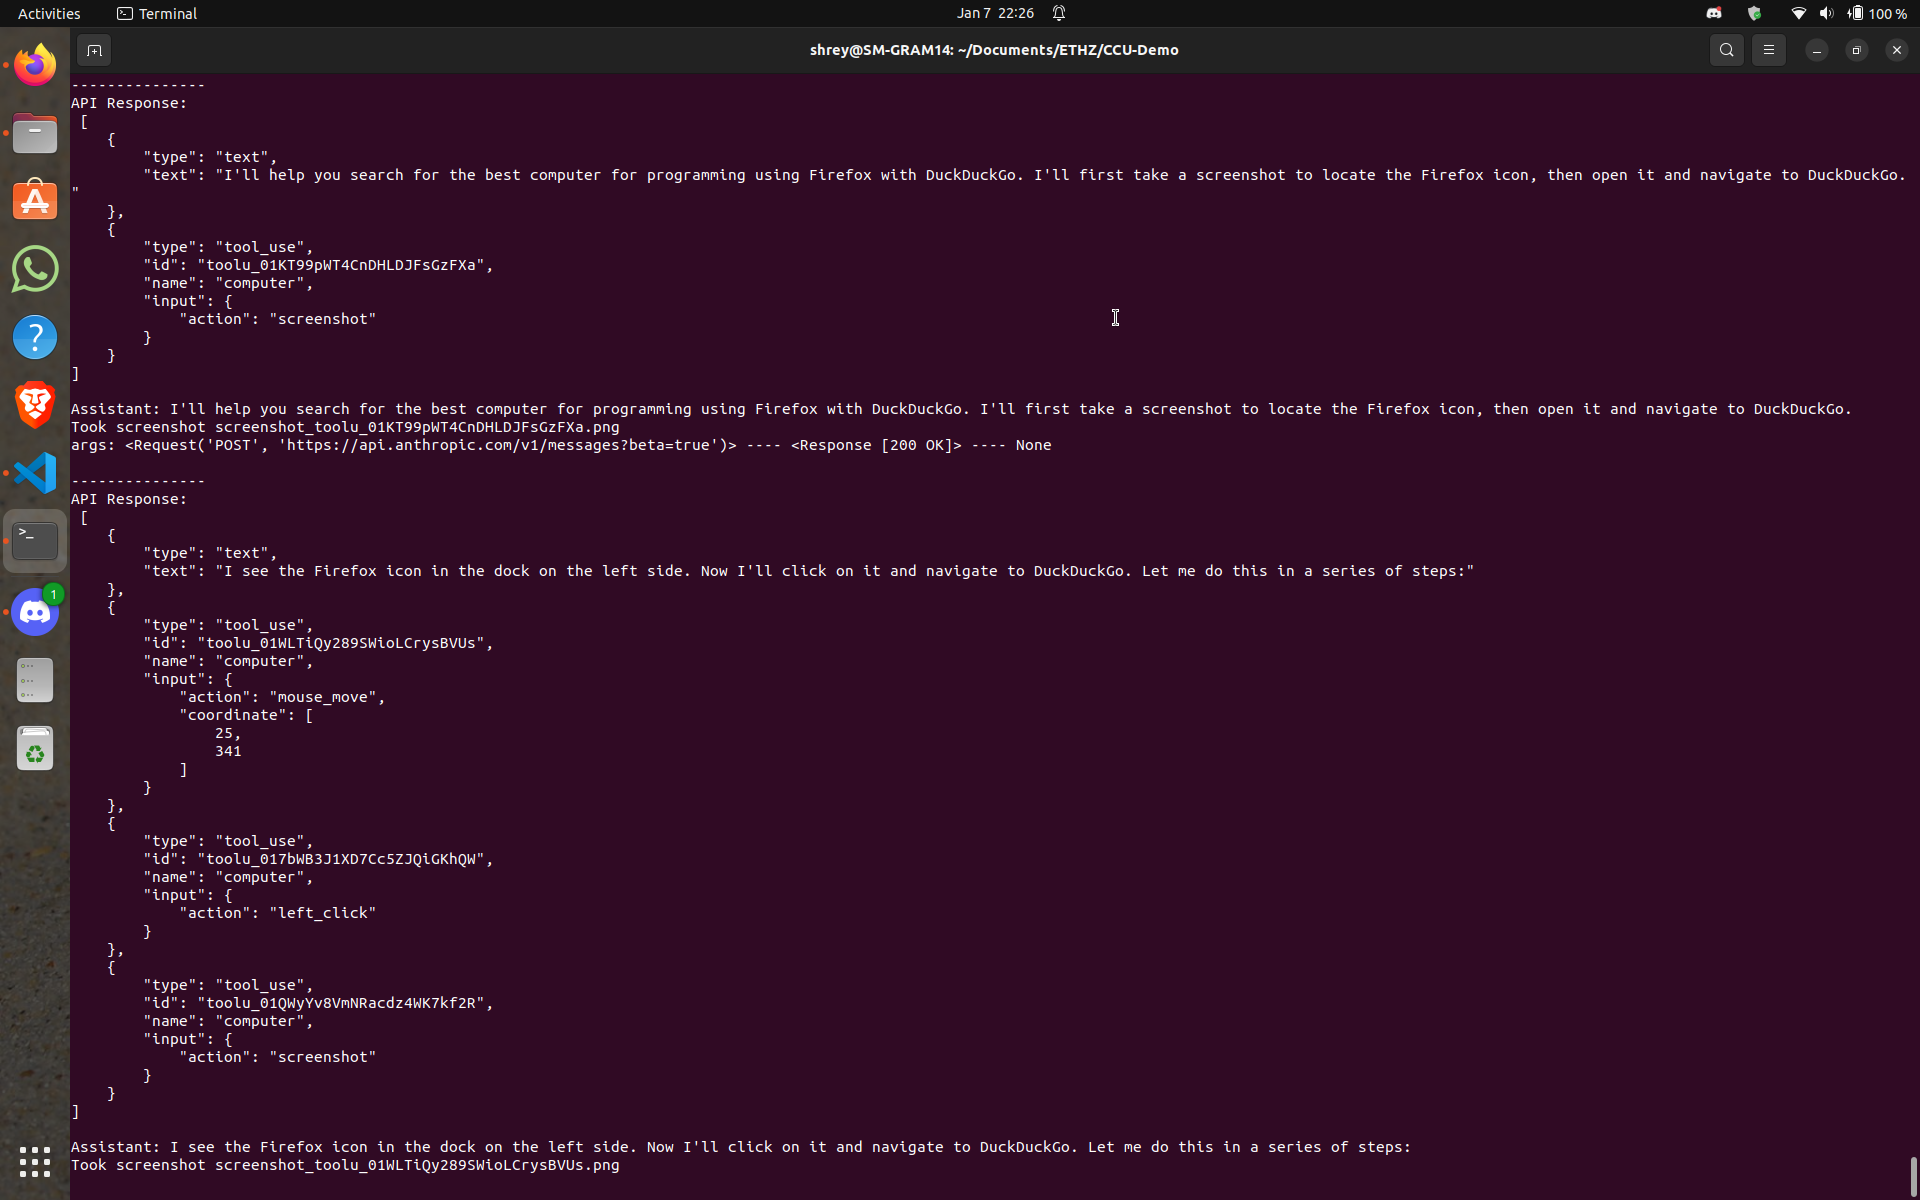 Activities
Terminal
Jan 7 22:26
100 %
shrey@SM-GRAM14: ~/Documents/ETHZ/CCU-Demo
---------------
API Response:
 [
    {
        "type": "text",
        "text": "I'll help you search for the best computer for programming using Firefox with DuckDuckGo. I'll first take a screenshot to locate the Firefox icon, then open it and navigate to DuckDuckGo.
"
    },
    {
        "type": "tool_use",
        "id": "toolu_01KT99pWT4CnDHLDJFsGzFXa",
        "name": "computer",
        "input": {
            "action": "screenshot"
        }
    }
]
Assistant: I'll help you search for the best computer for programming using Firefox with DuckDuckGo. I'll first take a screenshot to locate the Firefox icon, then open it and navigate to DuckDuckGo.
Took screenshot screenshot_toolu_01KT99pWT4CnDHLDJFsGzFXa.png
args: <Request('POST', 'https://api.anthropic.com/v1/messages?beta=true')> ---- <Response [200 OK]> ---- None
---------------
API Response:
 [
    {
        "type": "text",
        "text": "I see the Firefox icon in the dock on the left side. Now I'll click on it and navigate to DuckDuckGo. Let me do this in a series of steps:"
    },
    {
        "type": "tool_use",
        "id": "toolu_01WLTiQy289SWioLCrysBVUs",
        "name": "computer",
        "input": {
            "action": "mouse_move",
            "coordinate": [
                25,
                341
            ]
        }
    },
    {
        "type": "tool_use",
        "id": "toolu_017bWB3J1XD7Cc5ZJQiGKhQW",
        "name": "computer",
        "input": {
            "action": "left_click"
        }
    },
    {
        "type": "tool_use",
        "id": "toolu_01QWyYv8VmNRacdz4WK7kf2R",
        "name": "computer",
        "input": {
            "action": "screenshot"
        }
    }
]
Assistant: I see the Firefox icon in the dock on the left side. Now I'll click on it and navigate to DuckDuckGo. Let me do this in a series of steps:
Took screenshot screenshot_toolu_01WLTiQy289SWioLCrysBVUs.png
1